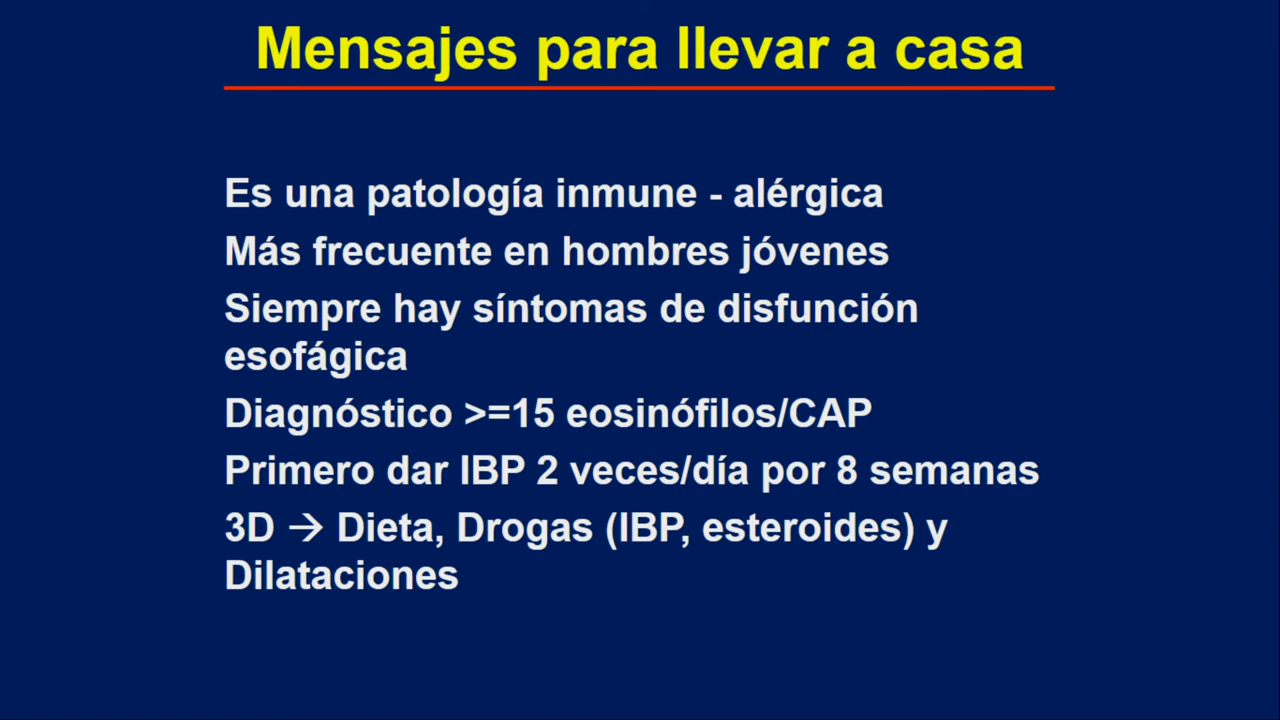 Mensajes para llevar a casa
Es una patología inmune - alérgica
Más frecuente en hombres jóvenes
Siempre hay síntomas de disfunción
esofágica
Diagnóstico >=15 eosinófilos/CAP
Primero dar IBP 2 veces/día por 8 semanas
3D → Dieta, Drogas (IBP, esteroides) y
Dilataciones